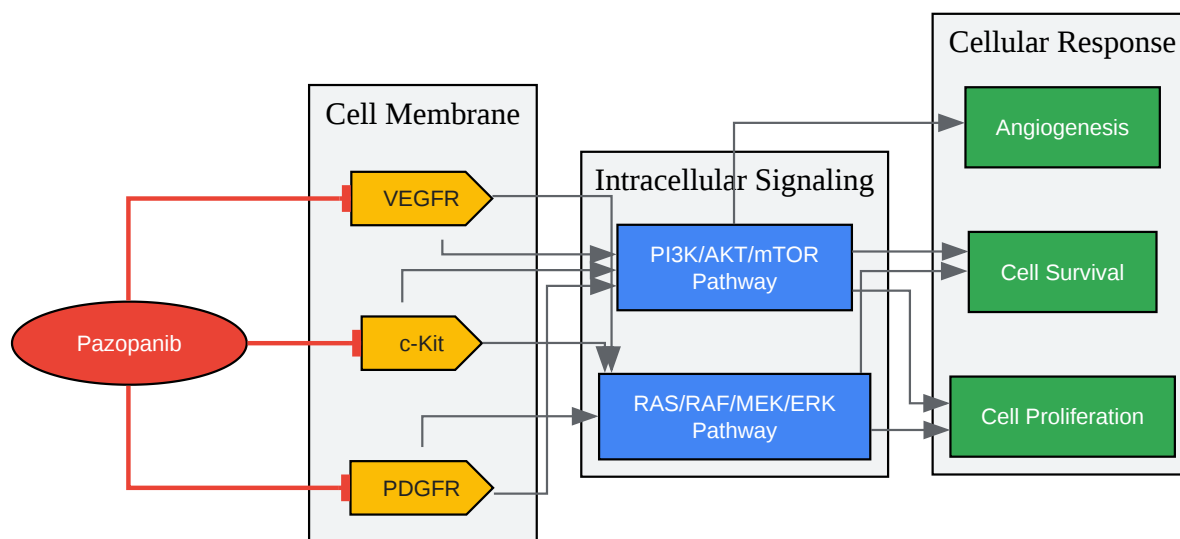 Cellular Response
Cell Membrane
Angiogenesis
Intracellular Signaling
VEGFR
PI3K/AKT/mTOR
Pathway
Cell Survival
Pazopanib
c-Kit
RAS/RAF/MEK/ERK
Pathway
Cell Proliferation
PDGFR